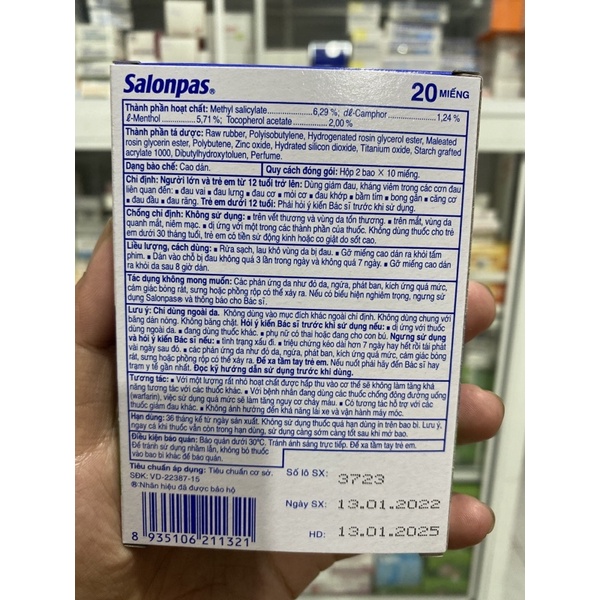 Salonpas® 20 MIẾNG
Thành phần hoạt chất: Methyl salicylate....................6,29 %, dℓ-Camphor ....................1,24 %
ℓ-Menthol ....................5,71 %; Tocopherol acetate ....................2,00 %
Thành phần tá dược: Raw rubber, Polyisobutylene, Hydrogenated rosin glycerol ester, Maleated
rosin glycerin ester, Polybutene, Zinc oxide, Hydrated silicon dioxide, Titanium oxide, Starch grafted
acrylate 1000, Dibutylhydroxytoluen, Perfume.
Dạng bào chế: Cao dán. Quy cách đóng gói: Hộp 2 bao X 10 miếng.
Chỉ định: Người lớn và trẻ em từ 12 tuổi trở lên: Dùng giảm đau, kháng viêm trong các cơn đau
liên quan đến: ■ đau vai ■ đau lưng ■ đau cơ ■ mỏi cơ ■ đau khớp ■ bầm tím ■ bong gân ■ căng cơ
■ đau đầu ■ đau răng. Trẻ em dưới 12 tuổi: Phải hỏi ý kiến Bác sĩ trước khi sử dụng.
Chống chỉ định: Không sử dụng: ■ trên vết thương và vùng da tổn thương. ■ trên mắt, vùng da
quanh mắt, niêm mạc. ■ dị ứng với một trong các thành phần của thuốc. Không dùng thuốc cho trẻ
em dưới 30 tháng tuổi, trẻ em có tiền sử động kinh hoặc co giật do sốt cao.
Liều lượng, cách dùng: ■ Rửa sạch, lau khô vùng da bị đau. ■ Gỡ miếng cao dán ra khỏi tấm
phim. ■ Dán vào chỗ bị đau không quá 3 lần trong ngày và không quá 7 ngày. ■ Gỡ miếng cao dán
ra khỏi da sau 8 giờ dán.
Tác dụng không mong muốn: Các phản ứng da như đỏ da, ngứa, phát ban, kích ứng quá mức,
cảm giác bỏng rát, sưng hoặc phồng rộp có thể xảy ra. Nếu có biểu hiện nghiêm trọng, ngưng sử
dụng Salonpas® và thông báo cho Bác sĩ.
Lưu ý: Chỉ dùng ngoài da. Không dùng vào mục đích khác ngoài chỉ định. Không dùng chung với
băng dán nóng. Không băng chặt. Hỏi ý kiến Bác sĩ trước khi sử dụng nếu: ■ dị ứng với thuốc
dùng ngoài da. ■ đang dùng thuốc khác. ■ phụ nữ có thai hoặc đang cho con bú. Ngưng sử dụng
và hỏi ý kiến Bác sĩ nếu: ■ tình trạng xấu đi. ■ triệu chứng kéo dài hơn 7 ngày hay hết rồi tái phát
vài ngày sau đó. ■ các phản ứng da như đỏ da, ngứa, phát ban, kích ứng quá mức, cảm giác bỏng
rát, sưng hoặc phồng rộp có thể xảy ra. Để xa tầm tay trẻ em. Nếu nuốt phải hãy đến Bác sĩ hay
trạm y tế gần nhất. Đọc kỹ hướng dẫn sử dụng trước khi dùng.
Tương tác: ■ Với một lượng rất nhỏ hoạt chất được hấp thu vào cơ thể sẽ không làm tăng khả
năng tương tác với các thuốc khác. ■ Với bệnh nhân đang dùng các thuốc chống đông đường uống
(warfarin), việc sử dụng quá mức sẽ làm tăng nguy cơ chảy máu. ■ Có tương tác hỗ trợ với các
thuốc giảm đau khác. ■ Không ảnh hưởng đến khả năng lái xe và vận hành máy móc.
Hạn dùng: 36 tháng kể từ ngày sản xuất. Không sử dụng thuốc quá hạn dùng in trên bao bì. Lưu ý,
ngay cả khi thuốc vẫn còn trong hạn dùng, sử dụng càng sớm càng tốt sau khi mở bao.
Điều kiện bảo quản: Bảo quản dưới 30°C. Tránh ánh sáng trực tiếp. Để xa tầm tay trẻ em.
Để tránh sử dụng nhầm lẫn, không bỏ thuốc
vào bao bì khác để bảo quản.
Tiêu chuẩn áp dụng: Tiêu chuẩn cơ sở.
SĐK: VD-22387-15
®:Nhãn hiệu đã được bảo hộ
Số lô SX: 3723
Ngày SX: 13.01.2022
HD: 13.01.2025
8 935106 211321